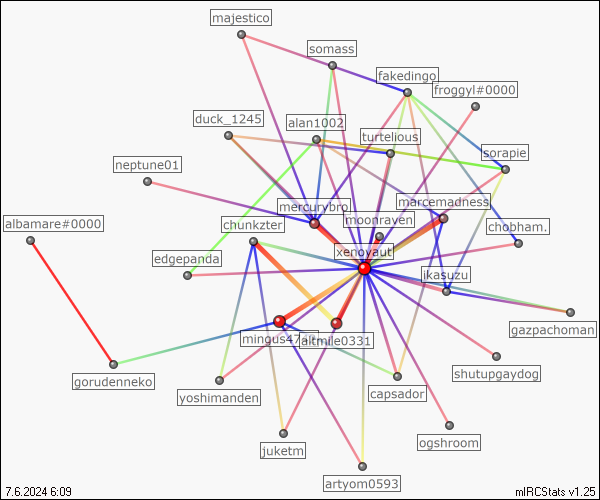 majestico
somass
fakedingo
froggyl#0000
duck_1245
alan1002
turtelious
sorapie
neptune01
mercurybro
marcemadness
moonraven
albamare#0000
chunkzter
chobham.
xenoyaut
edgepanda
ikasuzu
gazpachoman
altmile0331
shutupgaydog
gorudenneko
yoshimanden
capsador
ogshroom
juketm
artyom0593
7.6.2024 6:09
mIRCStats v1.25